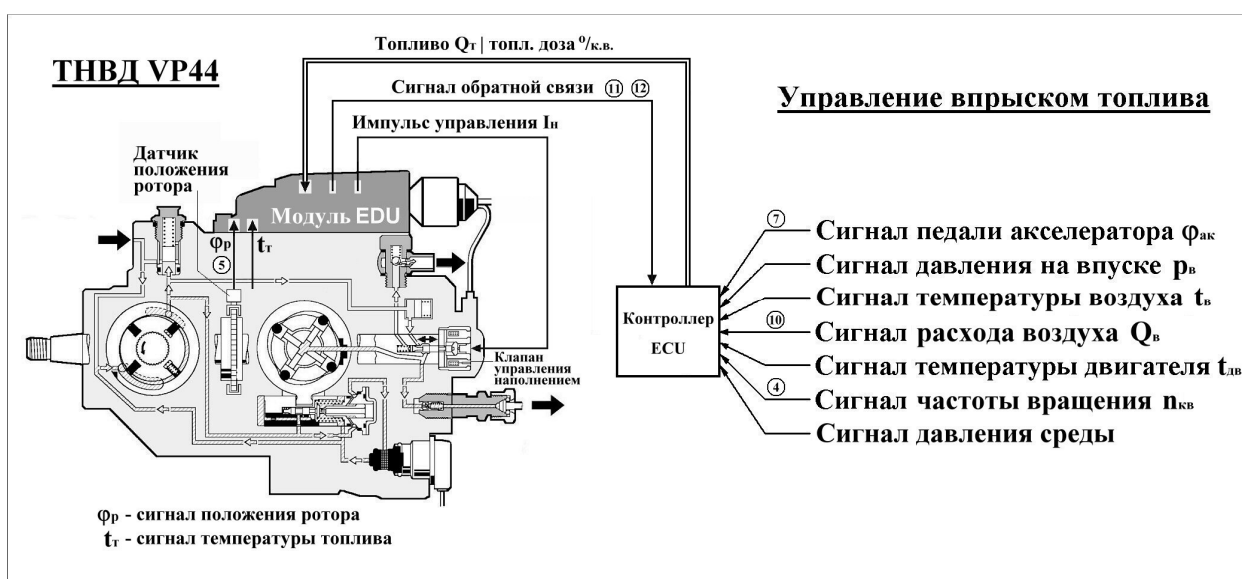 Топливо Qт | топл. доза º/к.в.
ТНВД VP44
Сигнал обратной связи ⑪ ⑫
Управление впрыском топлива
Импульс управления Iн
Датчик
положения
ротора
Модуль EDU
φр
tт
⑤
⑦
Сигнал педали акселератора φак
Сигнал давления на впуске pв
Сигнал температуры воздуха tв
Контроллер
ECU
⑩
Сигнал расхода воздуха Qв
Сигнал температуры двигателя tдв
④
Сигнал частоты вращения nкв
Сигнал давления среды
Клапан
управления
наполнением
φр - сигнал положения ротора
tт - сигнал температуры топлива